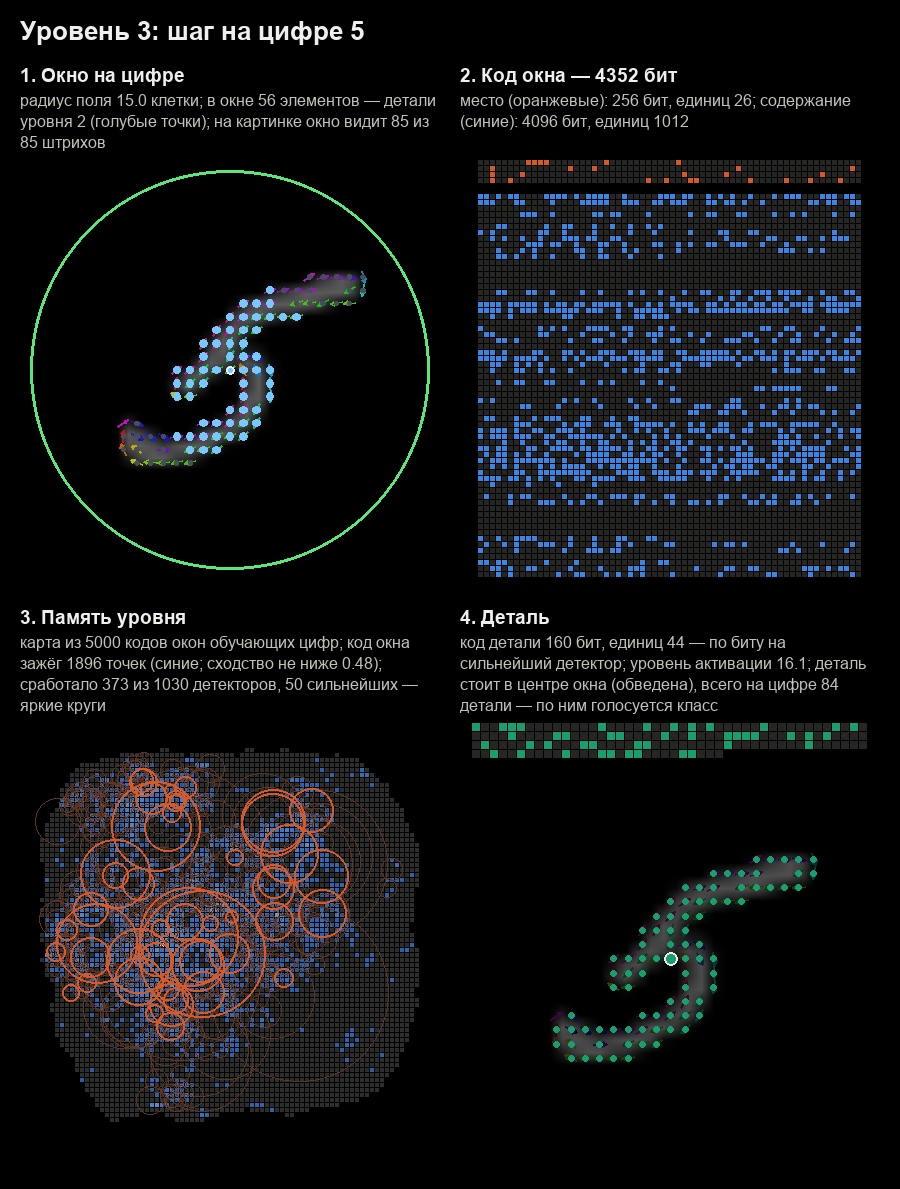 Уровень 3: шаг на цифре 5
1. Окно на цифре
радиус поля 15.0 клетки; в окне 56 элементов — детали
уровня 2 (голубые точки); на картинке окно видит 85 из
85 штрихов
2. Код окна — 4352 бит
место (оранжевые): 256 бит, единиц 26; содержание
(синие): 4096 бит, единиц 1012
3. Память уровня
карта из 5000 кодов окон обучающих цифр; код окна
зажёг 1896 точек (синие; сходство не ниже 0.48);
сработало 373 из 1030 детекторов, 50 сильнейших —
яркие круги
4. Деталь
код детали 160 бит, единиц 44 — по биту на
сильнейший детектор; уровень активации 16.1; деталь
стоит в центре окна (обведена), всего на цифре 84
детали — по ним голосуется класс